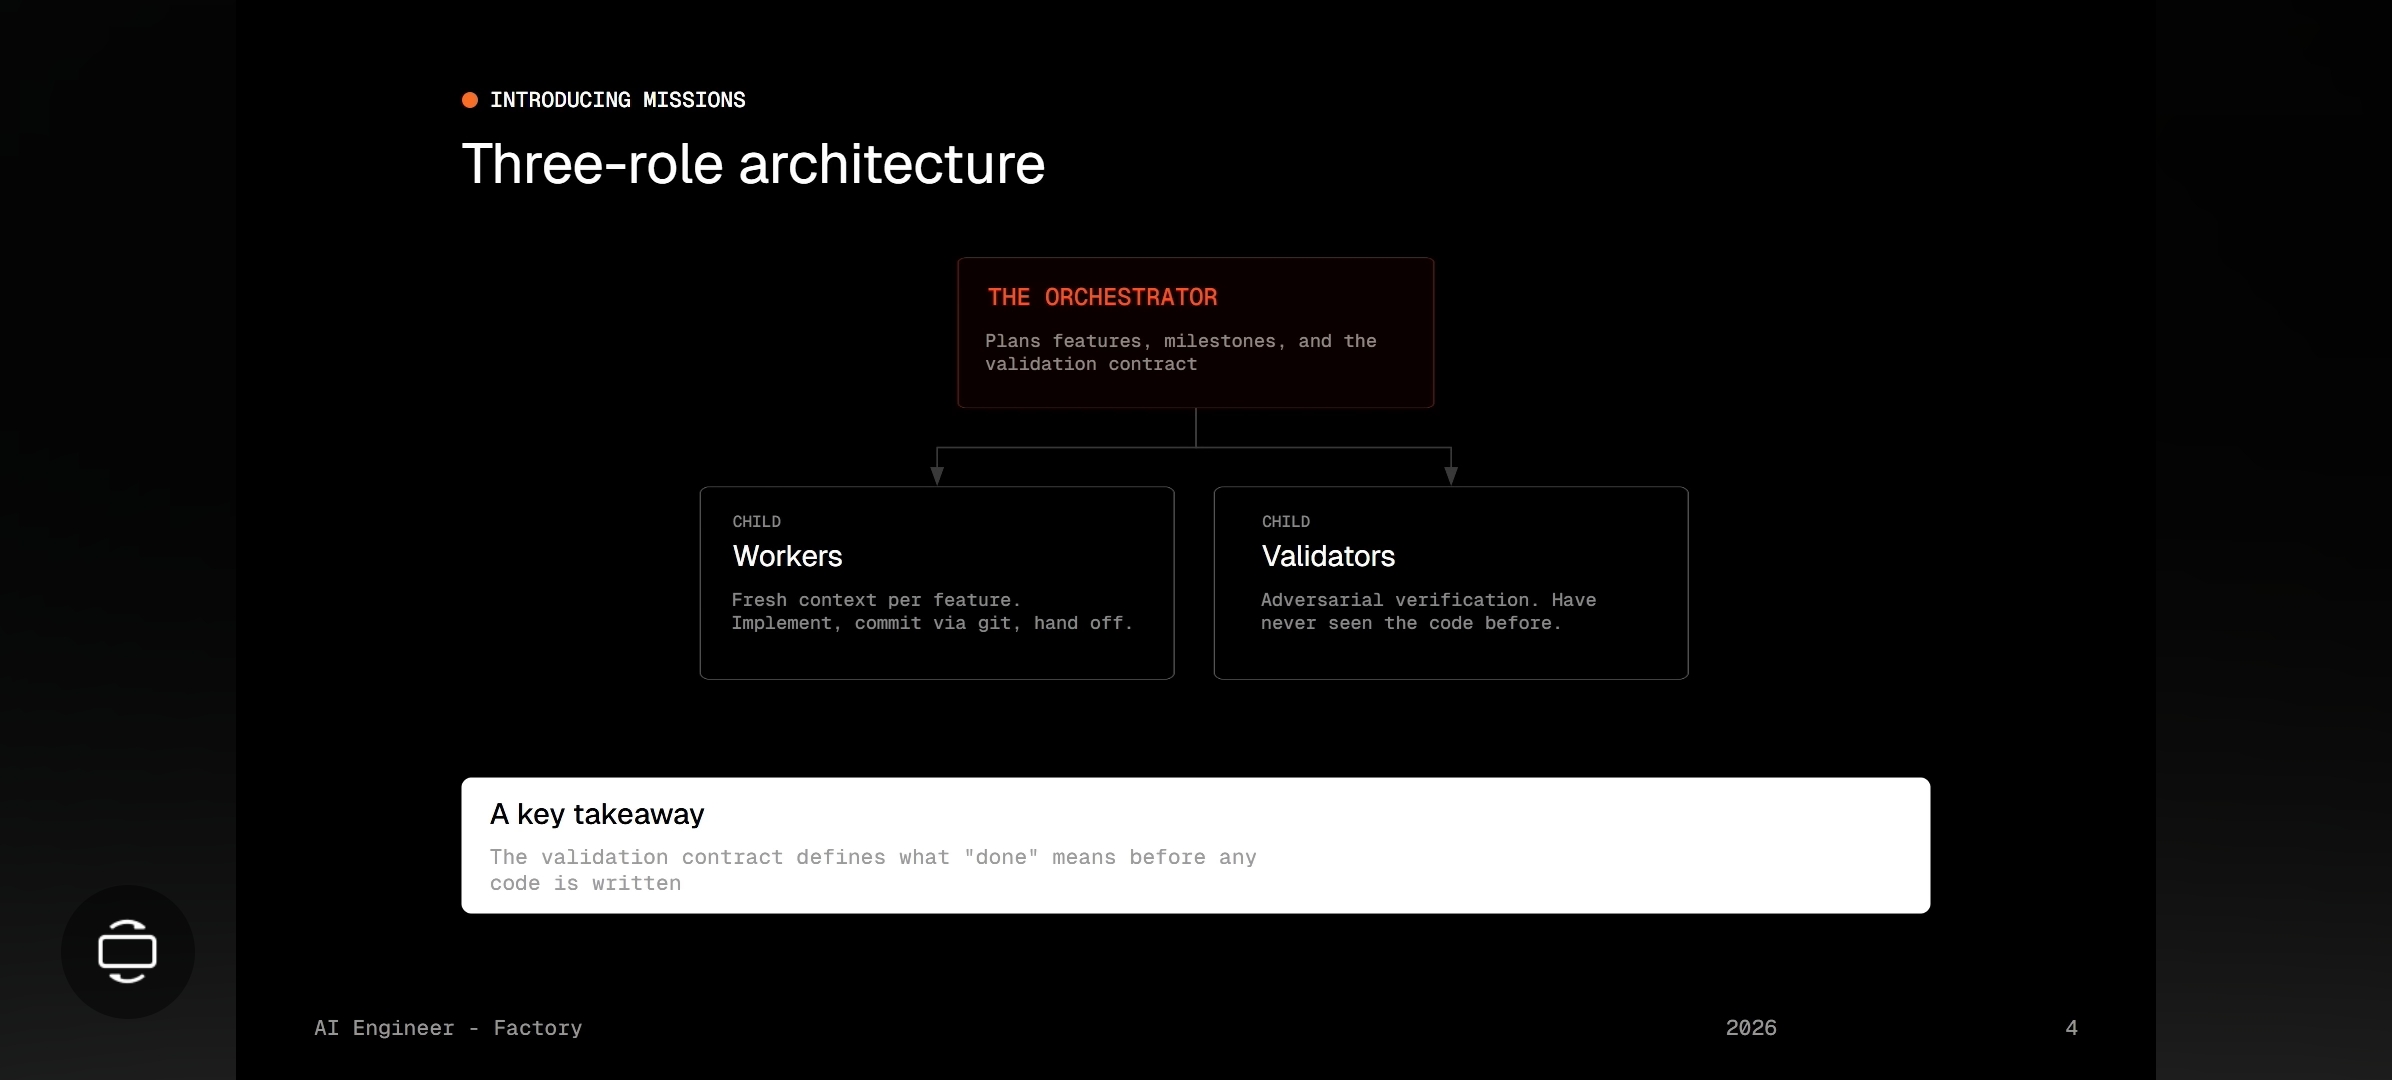 INTRODUCING MISSIONS
Three-role architecture
THE ORCHESTRATOR
Plans features, milestones, and the
validation contract
CHILD
Workers
Fresh context per feature.
Implement, commit via git, hand off.
CHILD
Validators
Adversarial verification. Have
never seen the code before.
A key takeaway
The validation contract defines what "done" means before any
code is written
AI Engineer - Factory
2026
4